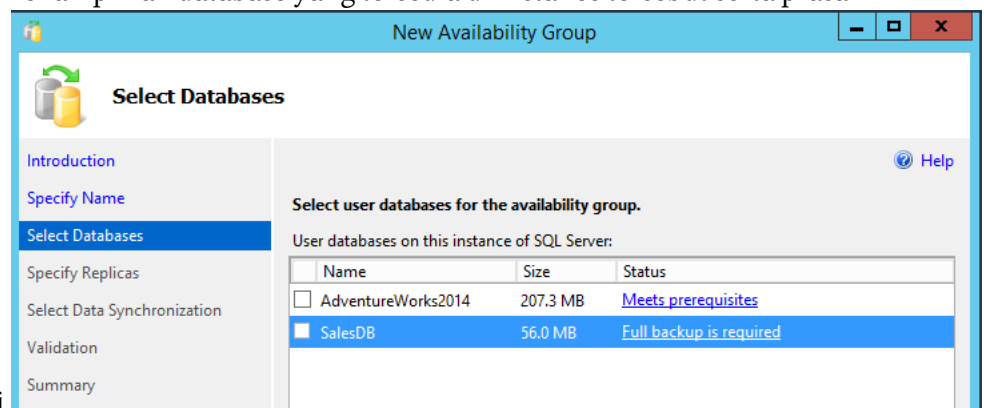 New Availability Group
Select Databases
Introduction
Help
Specify Name
Select user databases for the availability group.
Select Databases
User databases on this instance of SQL Server:
Specify Replicas
Name Size Status
AdventureWorks2014 207.3 MB Meets prerequisites
Select Data Synchronization
SalesDB 56.0 MB Full backup is required
Validation
Summary